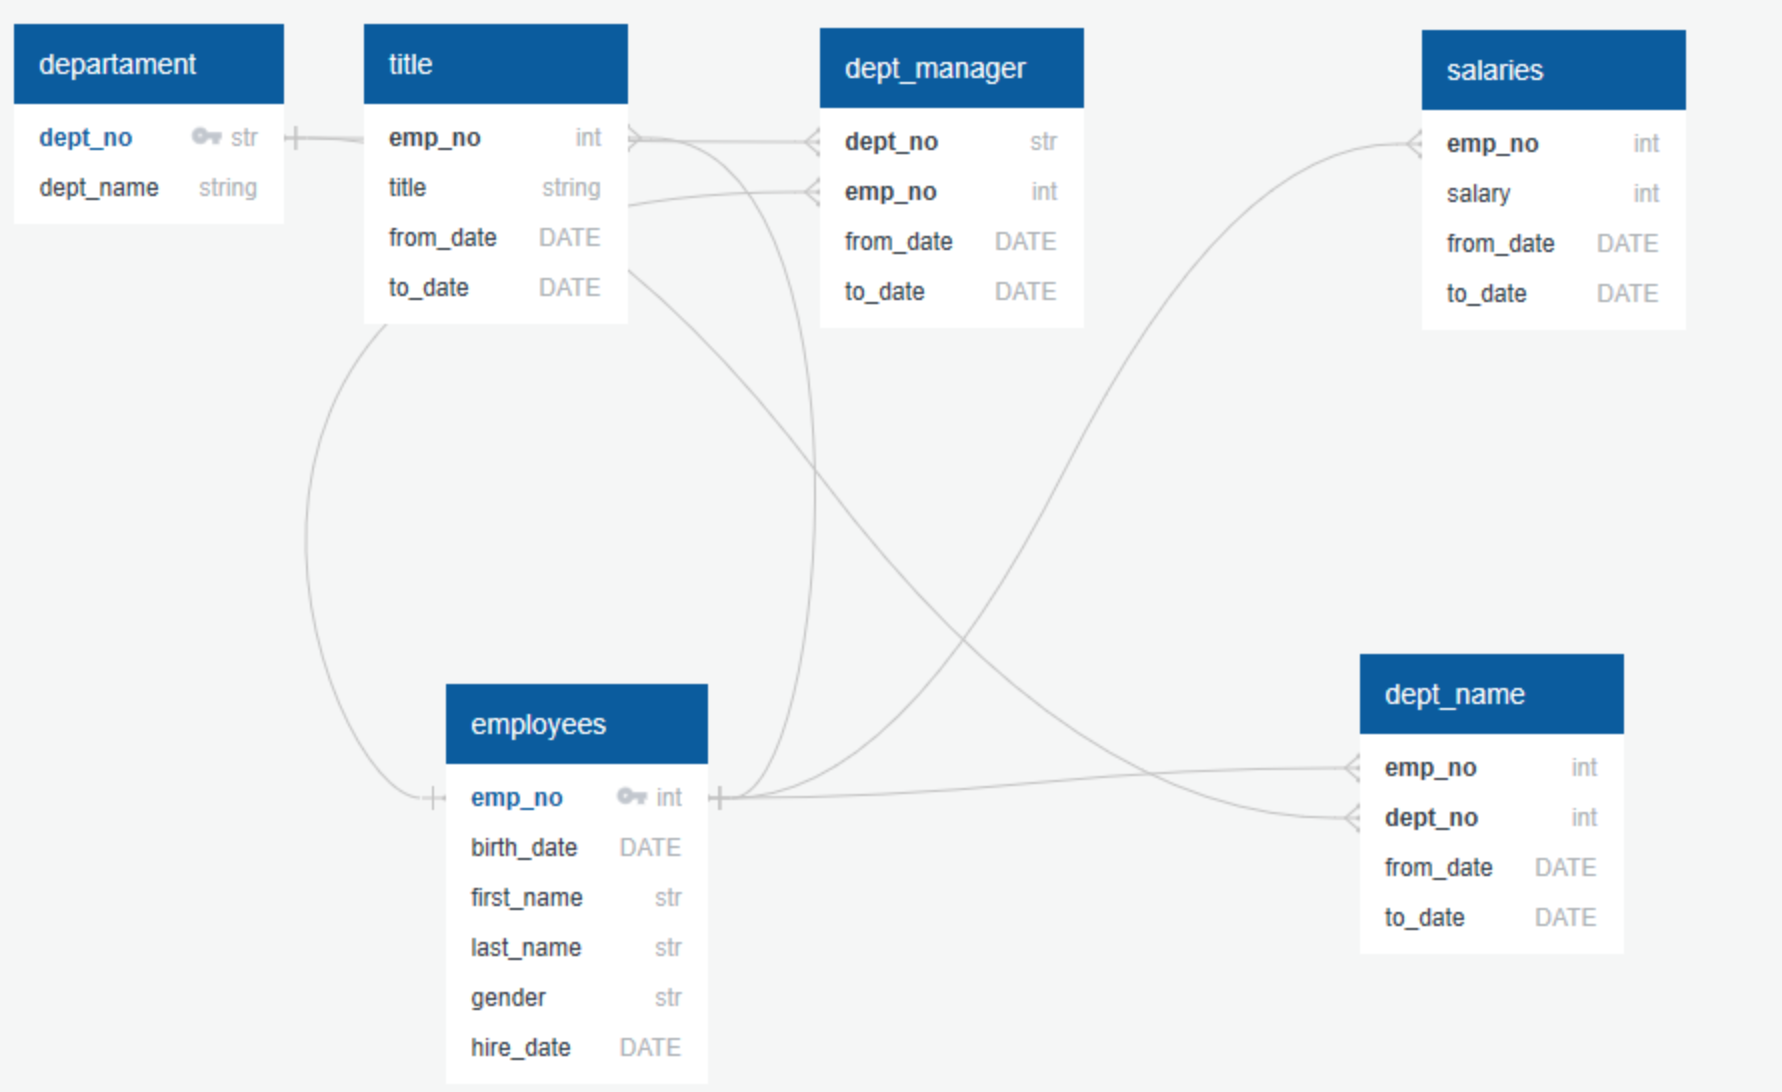 departament
dept_no str
dept_name string
title
emp_no int
title string
from_date DATE
to_date DATE
dept_manager
dept_no str
emp_no int
from_date DATE
to_date DATE
salaries
emp_no int
salary int
from_date DATE
to_date DATE
employees
emp_no int
birth_date DATE
first_name str
last_name str
gender str
hire_date DATE
dept_name
emp_no int
dept_no int
from_date DATE
to_date DATE